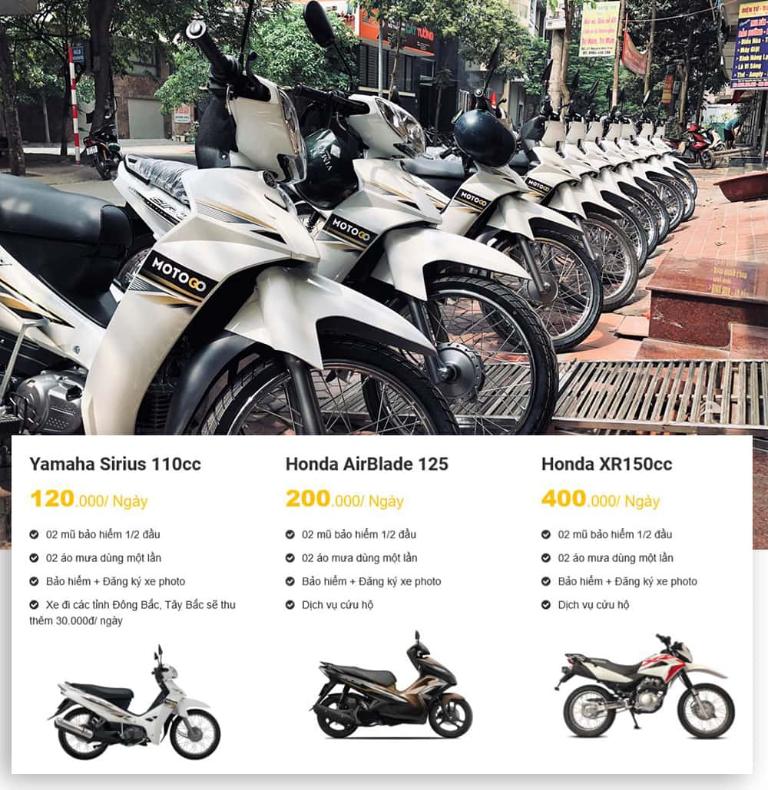 MOTOGO
MOTOGO
MOTOGO
MOTOGO
Yamaha Sirius 110cc
120.000/ Ngày
02 mũ bảo hiểm 1/2 đầu
02 áo mưa dùng một lần
Bảo hiểm + Đăng ký xe photo
Xe đi các tỉnh Đông Bắc, Tây Bắc sẽ thu
thêm 30.000đ/ ngày
Honda AirBlade 125
200.000/ Ngày
02 mũ bảo hiểm 1/2 đầu
02 áo mưa dùng một lần
Bảo hiểm + Đăng ký xe photo
Dịch vụ cứu hộ
Honda XR150cc
400.000/ Ngày
02 mũ bảo hiểm 1/2 đầu
02 áo mưa dùng một lần
Bảo hiểm + Đăng ký xe photo
Dịch vụ cứu hộ